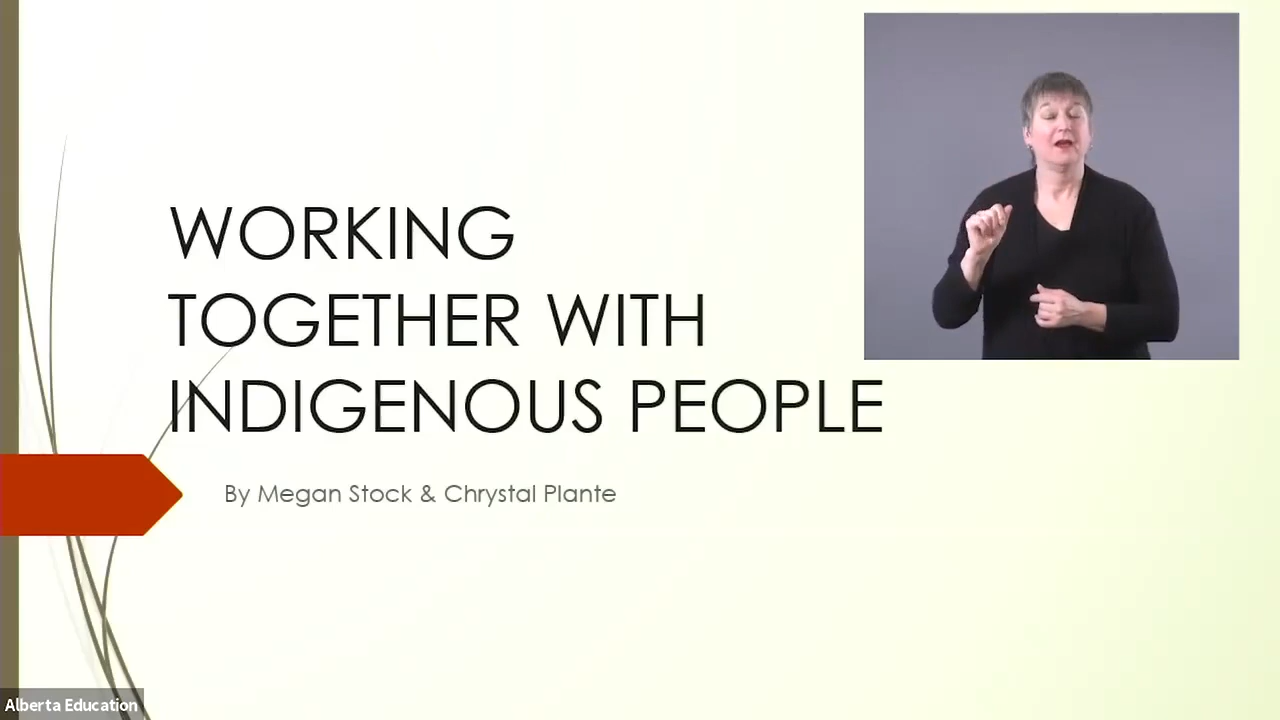 WORKING
TOGETHER WITH
INDIGENOUS PEOPLE
By Megan Stock & Chrystal Plante
Alberta Education